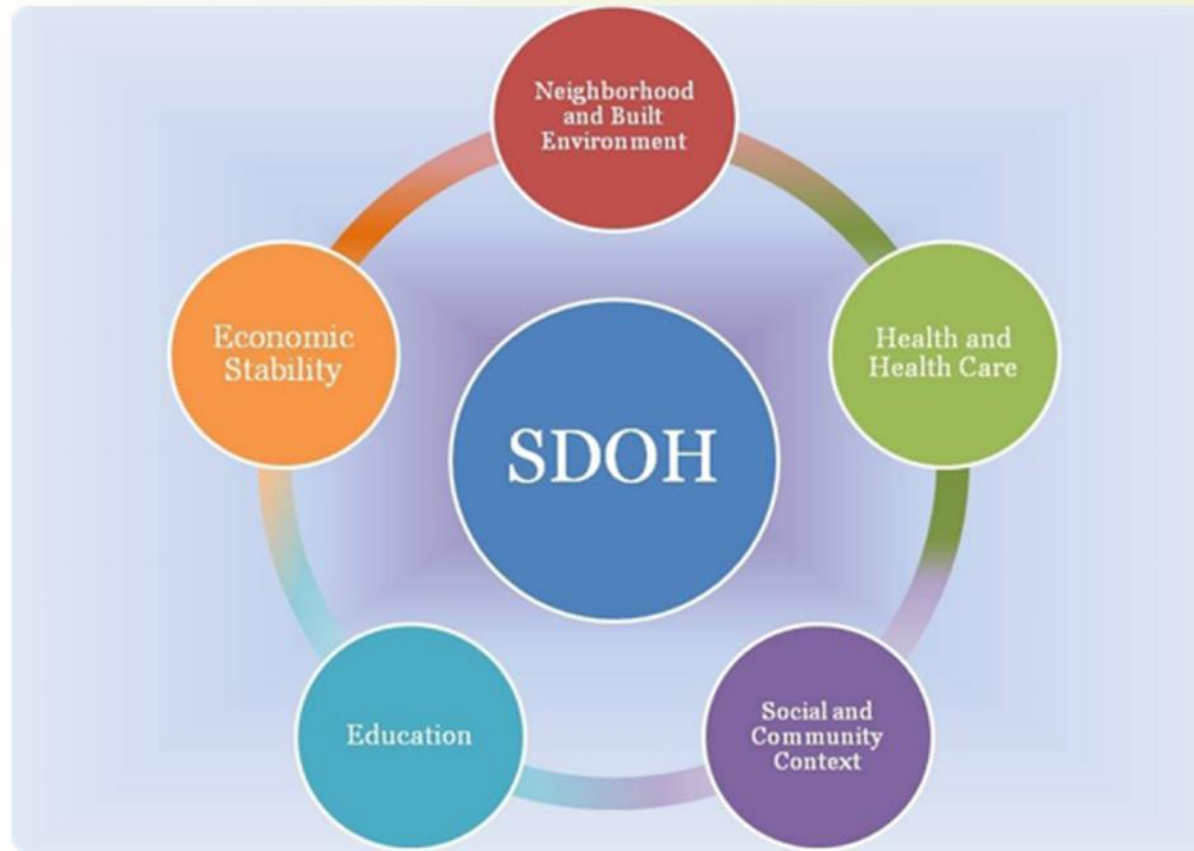 Neighborhood
and Built
Environment
Economic
Stability
Health and
Health Care
SDOH
Education
Social and
Community
Context